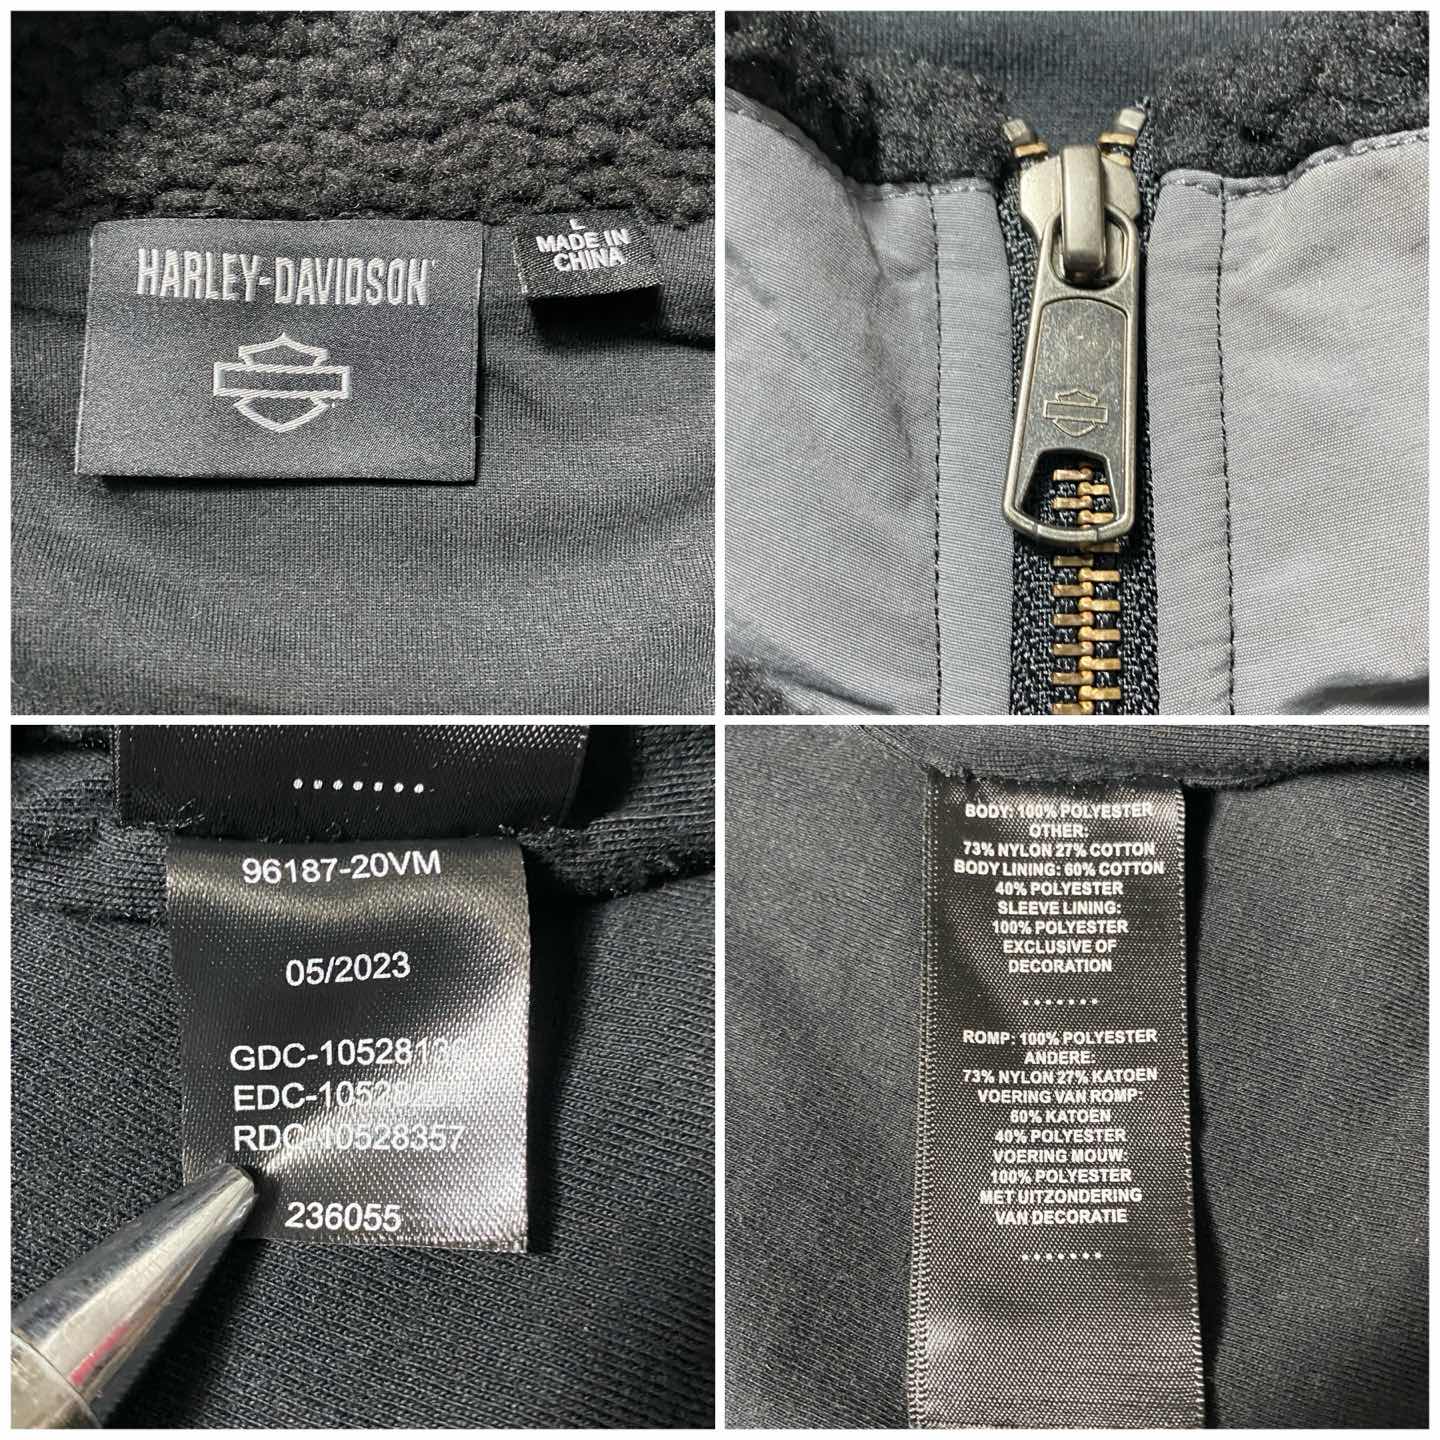 HARLEY-DAVIDSON
L
MADE IN
CHINA
96187-20VM
05/2023
RDC-10528357
236055
BODY: 100% POLYESTER
OTHER:
73% NYLON 27% COTTON
BODY LINING: 60% COTTON
40% POLYESTER
SLEEVE LINING:
100% POLYESTER
EXCLUSIVE OF
DECORATION
ROMP: 100% POLYESTER
ANDERE:
73% NYLON 27% KATOEN
VOERING VAN ROMP:
60% KATOEN
40% POLYESTER
VOERING MOUW:
100% POLYESTER
MET UITZONDERING
VAN DECORATIE